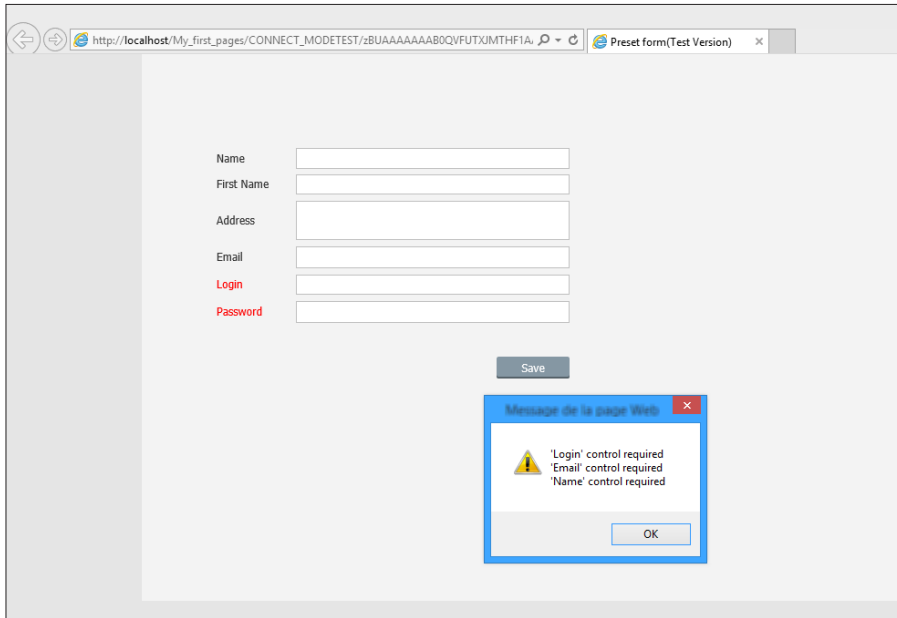 http://localhost/My_first_pages/CONNECT_MODETEST/zBUAAAAAAAB0QVFUTXJMTHF1A
Preset form(Test Version)
Name
First Name
Address
Email
Login
Password
Save
Message de la page Web
'Login' control required
'Email' control required
'Name' control required
OK